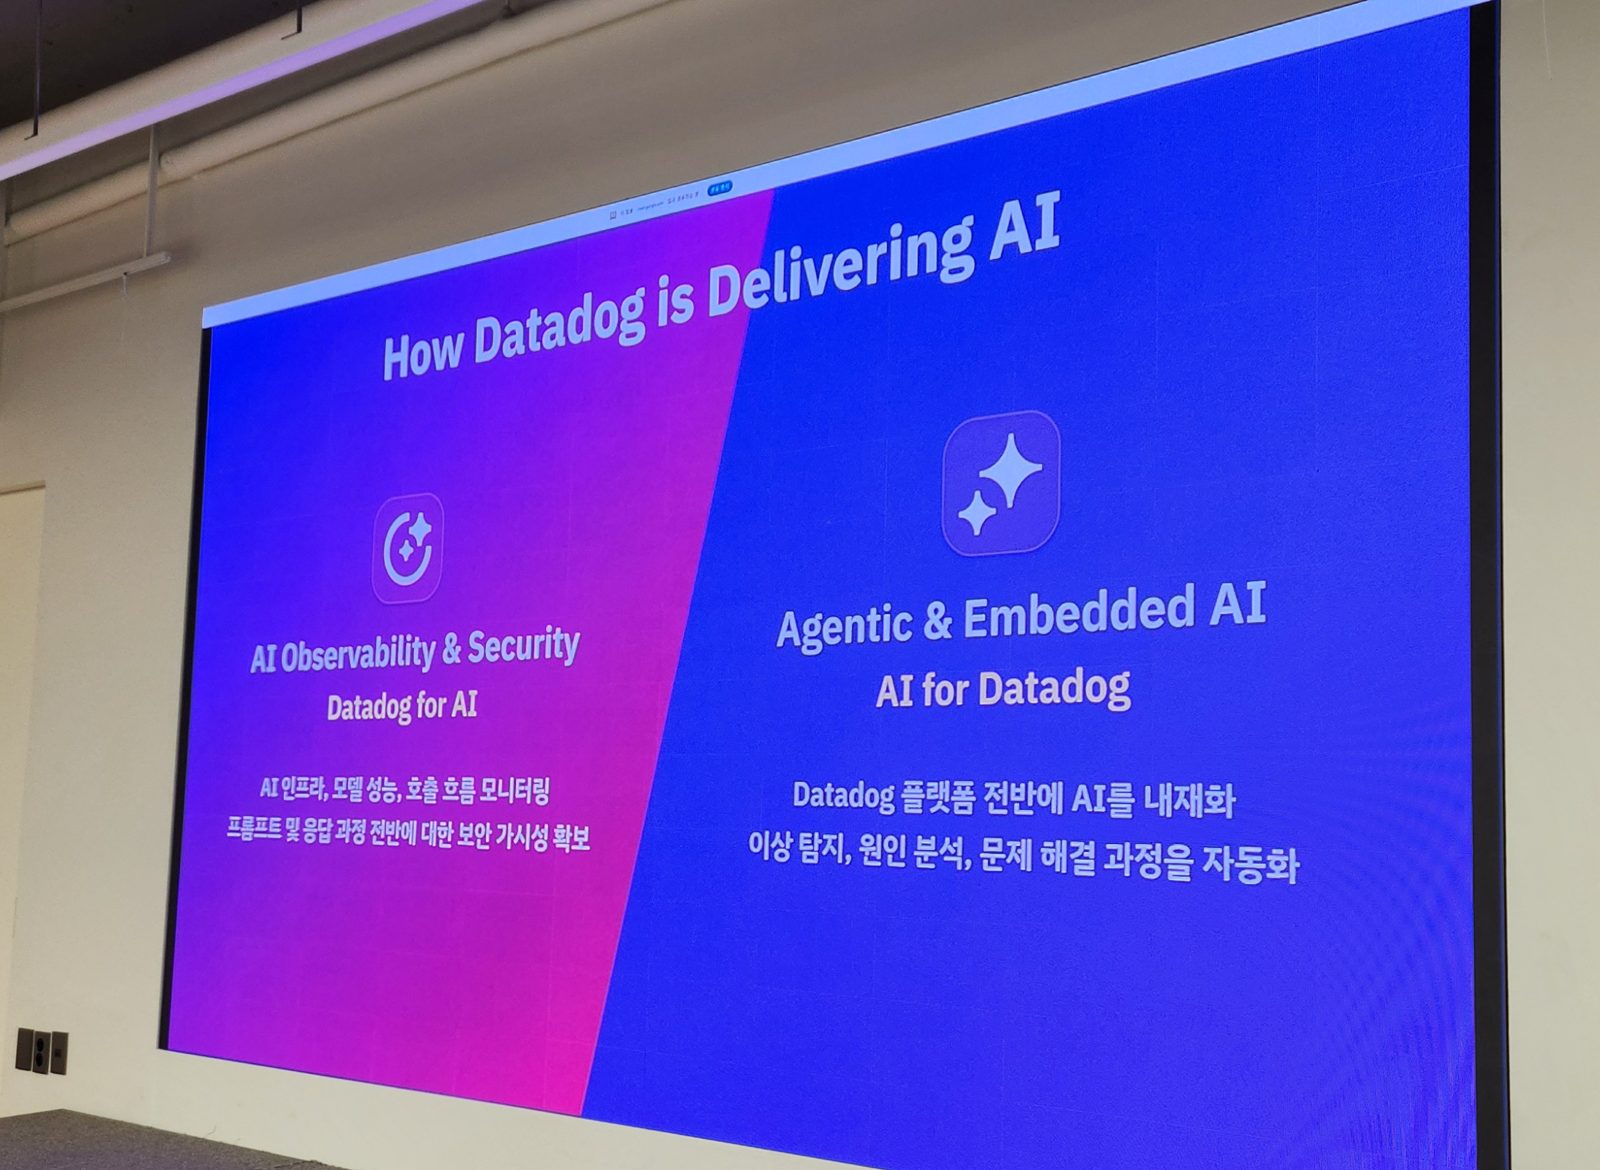 How Datadog is Delivering AI
AI Observability & Security
Datadog for AI
AI 인프라, 모델 성능, 호출 흐름 모니터링
프롬프트 및 응답 과정 전반에 대한 보안 가시성 확보
Agentic & Embedded AI
AI for Datadog
Datadog 플랫폼 전반에 AI를 내재화
이상 탐지, 원인 분석, 문제 해결 과정을 자동화